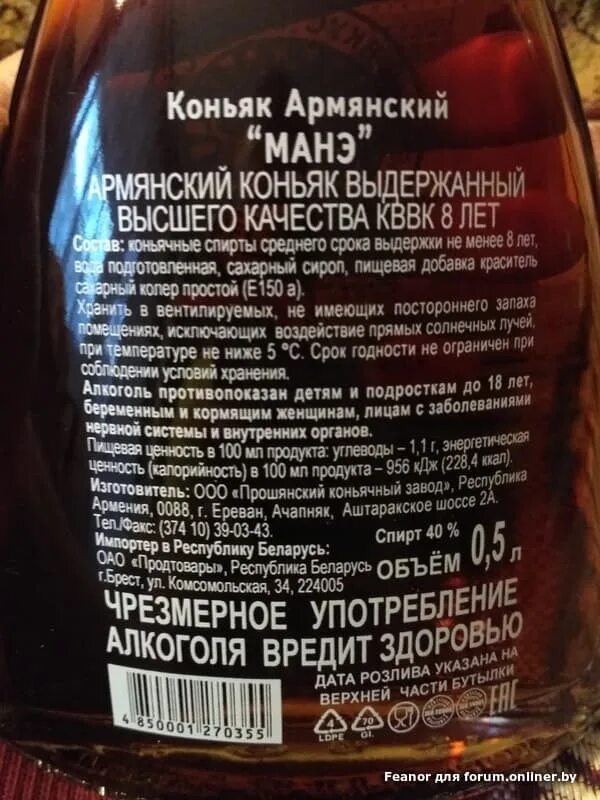 Коньяк Армянский
“МАНЭ”
АРМЯНСКИЙ КОНЬЯК ВЫДЕРЖАННЫЙ
ВЫСШЕГО КАЧЕСТВА КВВК 8 ЛЕТ
Состав: коньячные спирты среднего срока выдержки не менее 8 лет,
вода подготовленная, сахарный сироп, пищевая добавка краситель
сахарный колер простой (Е150 а).
Хранить в вентилируемых, не имеющих постороннего запаха
помещениях, исключающих воздействие прямых солнечных лучей,
при температуре не ниже 5 °С. Срок годности не ограничен при
соблюдении условий хранения.
Алкоголь противопоказан детям и подросткам до 18 лет,
беременным и кормящим женщинам, лицам с заболеваниями
нервной системы и внутренних органов.
Пищевая ценность в 100 мл продукта: углеводы – 1,1 г, энергетическая
ценность (калорийность) в 100 мл продукта – 956 кДж (228,4 ккал).
Изготовитель: ООО «Прошянский коньячный завод», Республика
Армения, 0088, г. Ереван, Ачапняк, Аштаракское шоссе 2А.
Тел./Факс: (374 10) 39-03-43.
Импортер в Республику Беларусь:
ОАО «Продтовары», Республика Беларусь
г.Брест, ул. Комсомольская, 34, 224005
Спирт 40 %
ОБЪЁМ 0,5 л
ЧРЕЗМЕРНОЕ УПОТРЕБЛЕНИЕ
АЛКОГОЛЯ ВРЕДИТ ЗДОРОВЬЮ
ДАТА РОЗЛИВА УКАЗАНА НА
ВЕРХНЕЙ ЧАСТИ БУТЫЛКИ
4 850001 270355
4
LDPE
70
GL
EAC
Feanor для forum.onliner.by